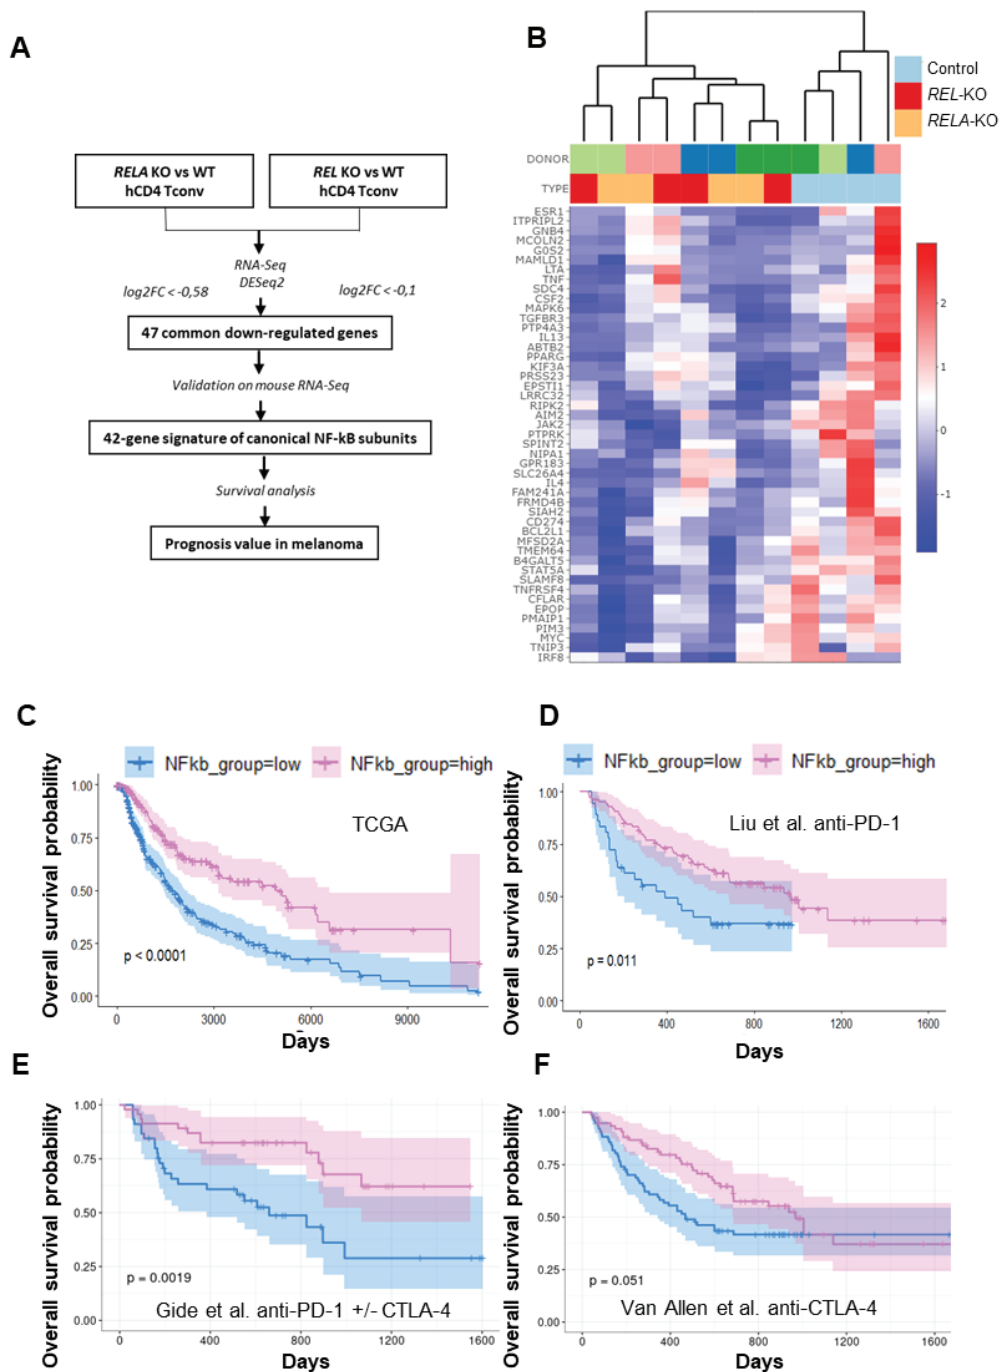 A
RELA KO vs WT
hCD4 Tconv
REL KO vs WT
hCD4 Tconv
RNA-Seq
DESeq2
log2FC < -0,58
log2FC < -0,1
47 common down-regulated genes
Validation on mouse RNA-Seq
42-gene signature of canonical NF-kB subunits
Survival analysis
Prognosis value in melanoma
B
Control
REL-KO
RELA-KO
DONOR
TYPE
ESR1
ITPRIPL2
GNB4
MCOLN2
G0S2
MAMLD1
LTA
TNF
SDC4
CSF2
MAPK6
TGFBR3
PTP4A3
IL13
ABTB2
PPARG
KIF3A
PRSS23
EPSTI1
LRRC32
RIPK2
AIM2
JAK2
PTPRK
SPINT2
NIPA1
GPR183
SLC26A4
IL4
FAM241A
FRMD4B
SIAH2
CD274
BCL2L1
MFSD2A
TMEM64
B4GALT5
STAT5A
SLAMF8
TNFRSF4
CFLAR
EPOP
PMAIP1
PIM3
MYC
TNIP3
IRF8
2
1
0
-1
C
NFkb_group=low
NFkb_group=high
Overall survival probability
1.00
0.75
0.50
0.25
0.00
TCGA
p < 0.0001
0
3000
6000
9000
Days
D
NFkb_group=low
NFkb_group=high
Overall survival probability
1.00
0.75
0.50
0.25
0.00
Liu et al. anti-PD-1
p = 0.011
0
400
800
1200
1600
Days
E
Overall survival probability
1.00
0.75
0.50
0.25
0.00
p = 0.0019
Gide et al. anti-PD-1 +/- CTLA-4
0
400
800
1200
1600
Days
F
Overall survival probability
1.00
0.75
0.50
0.25
0.00
p = 0.051
Van Allen et al. anti-CTLA-4
0
400
800
1200
1600
Days